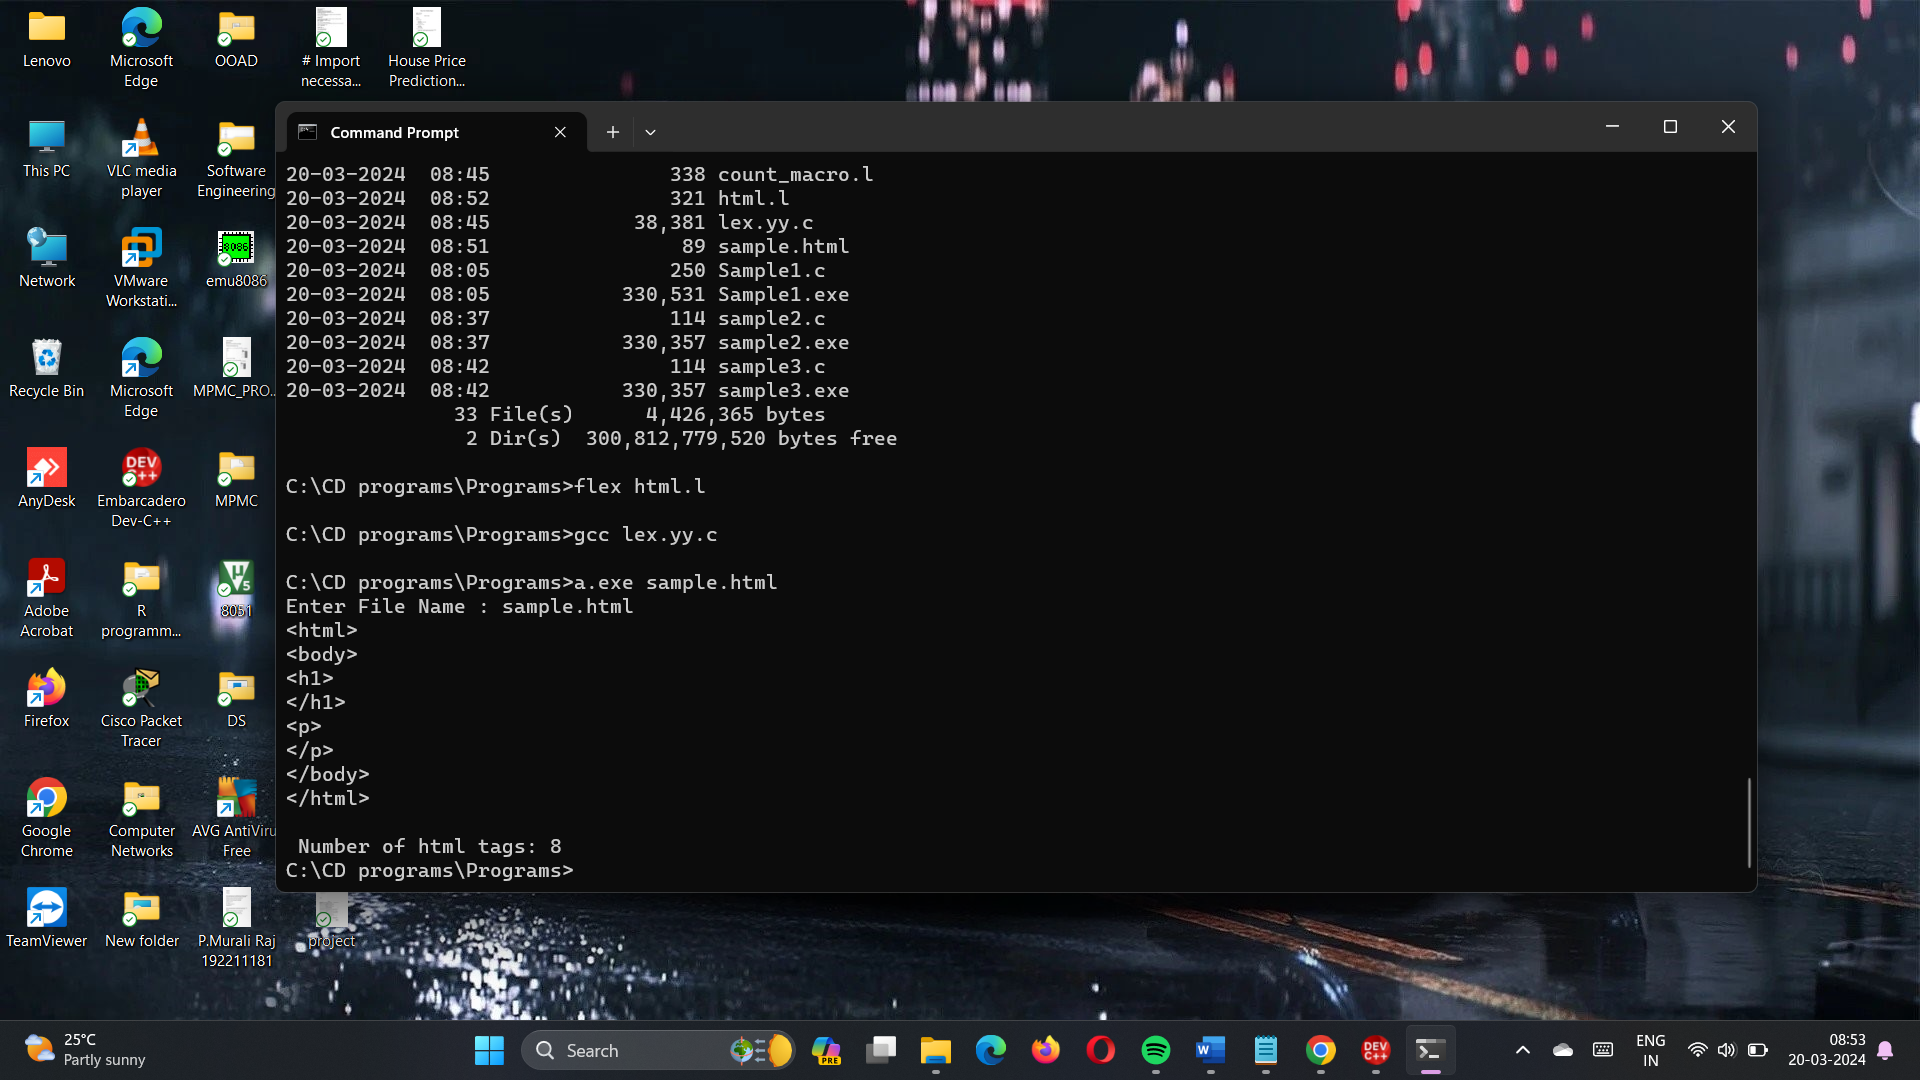 Lenovo
Microsoft
Edge
OOAD
# Import
necessa...
House Price
Prediction...
This PC
VLC media
player
Software
Engineering
Network
VMware
Workstati...
8086
emu8086
Recycle Bin
Microsoft
Edge
MPMC_PRO...
AnyDesk
DEV
C++
Embarcadero
Dev-C++
MPMC
Adobe
Acrobat
R
programm...
V5
8051
Firefox
Cisco Packet
Tracer
DS
Google
Chrome
Computer
Networks
AVG AntiViru
Free
TeamViewer
New folder
P.Murali Raj
192211181
project
Command Prompt
20-03-2024  08:45               338 count_macro.l
20-03-2024  08:52               321 html.l
20-03-2024  08:45            38,381 lex.yy.c
20-03-2024  08:51                89 sample.html
20-03-2024  08:05               250 Sample1.c
20-03-2024  08:05           330,531 Sample1.exe
20-03-2024  08:37               114 sample2.c
20-03-2024  08:37           330,357 sample2.exe
20-03-2024  08:42               114 sample3.c
20-03-2024  08:42           330,357 sample3.exe
33 File(s)      4,426,365 bytes
2 Dir(s)  300,812,779,520 bytes free
C:\CD programs\Programs>flex html.l
C:\CD programs\Programs>gcc lex.yy.c
C:\CD programs\Programs>a.exe sample.html
Enter File Name : sample.html
<html>
<body>
<h1>
</h1>
<p>
</p>
</body>
</html>
Number of html tags: 8
C:\CD programs\Programs>
25°C
Partly sunny
Search
PRE
W
DEV
C++
ENG
IN
08:53
20-03-2024